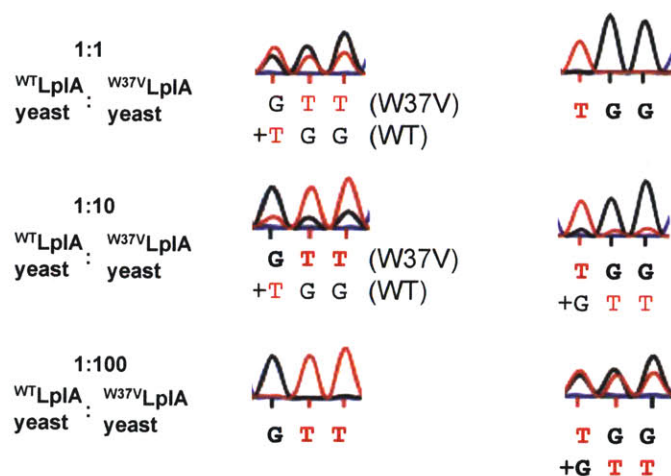 1:1
WTLplA : W37VLplA
yeast yeast
G T T (W37V)
+T G G (WT)
T G G
1:10
WTLplA : W37VLplA
yeast yeast
G T T (W37V)
+T G G (WT)
T G G
+G T T
1:100
WTLplA : W37VLplA
yeast yeast
G T T
T G G
+G T T